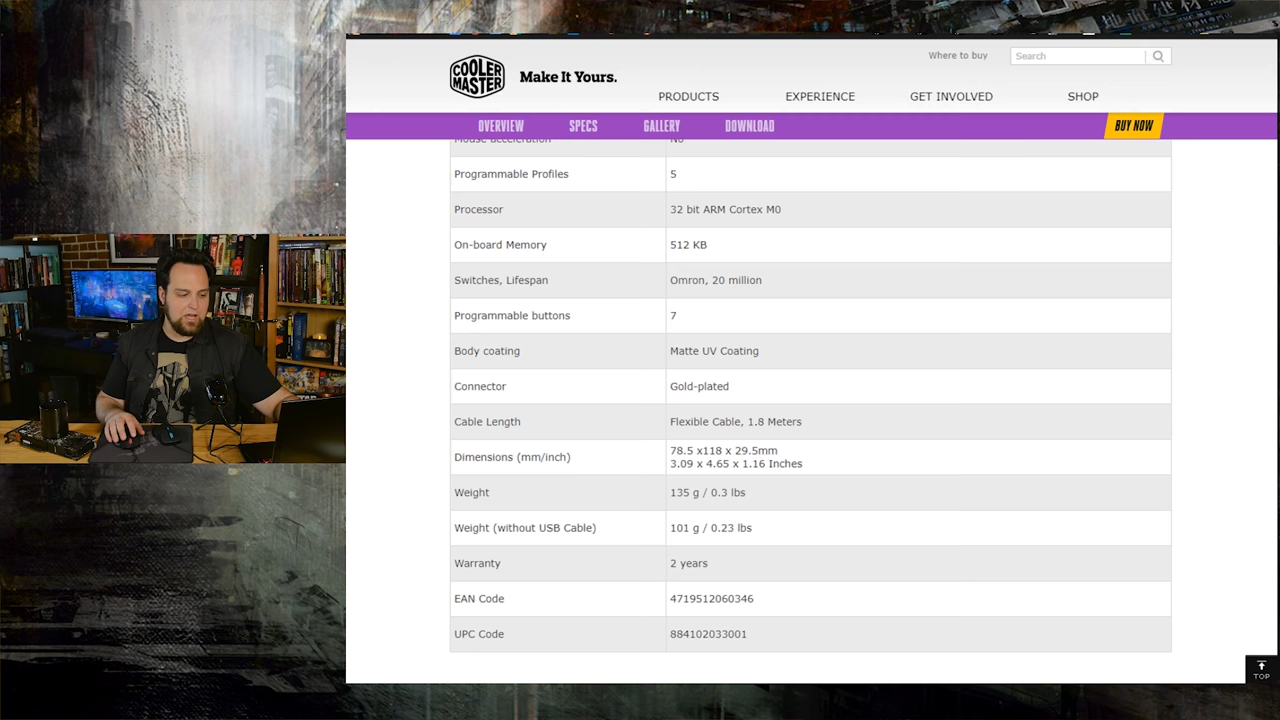 COOLER
MASTER
Make It Yours.
Where to buy
Search
PRODUCTS
EXPERIENCE
GET INVOLVED
SHOP
OVERVIEW
SPECS
GALLERY
DOWNLOAD
BUY NOW
Mouse acceleration No
Programmable Profiles 5
Processor 32 bit ARM Cortex M0
On-board Memory 512 KB
Switches, Lifespan Omron, 20 million
Programmable buttons 7
Body coating Matte UV Coating
Connector Gold-plated
Cable Length Flexible Cable, 1.8 Meters
Dimensions (mm/inch) 78.5 x118 x 29.5mm
3.09 x 4.65 x 1.16 Inches
Weight 135 g / 0.3 lbs
Weight (without USB Cable) 101 g / 0.23 lbs
Warranty 2 years
EAN Code 4719512060346
UPC Code 884102033001
TOP